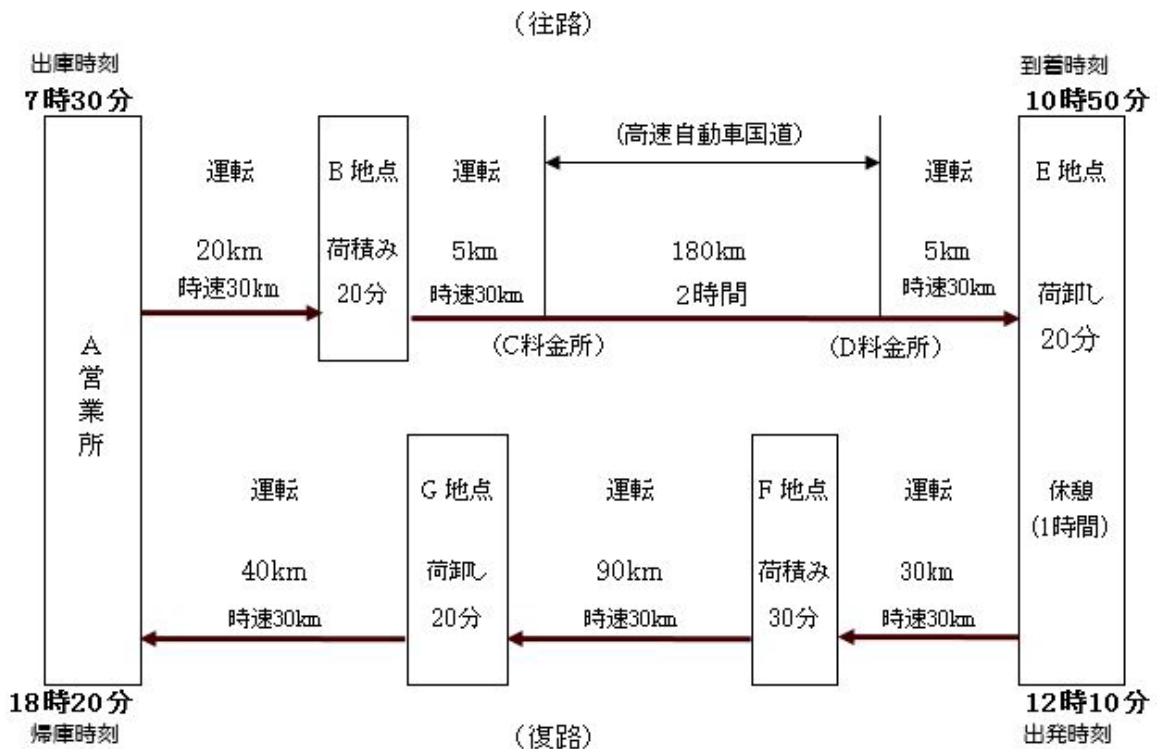 (往路)
出庫時刻
7時30分
到着時刻
10時50分
(高速自動車国道)
運転
B地点
運転
運転
E地点
20km
荷積み
5km
180km
5km
荷卸し
時速30km
20分
時速30km
2時間
時速30km
20分
(C料金所)
(D料金所)
A営業所
運転
G地点
運転
F地点
運転
休憩
(1時間)
40km
荷卸し
90km
荷積み
30km
時速30km
20分
時速30km
30分
時速30km
18時20分
帰庫時刻
(復路)
12時10分
出発時刻